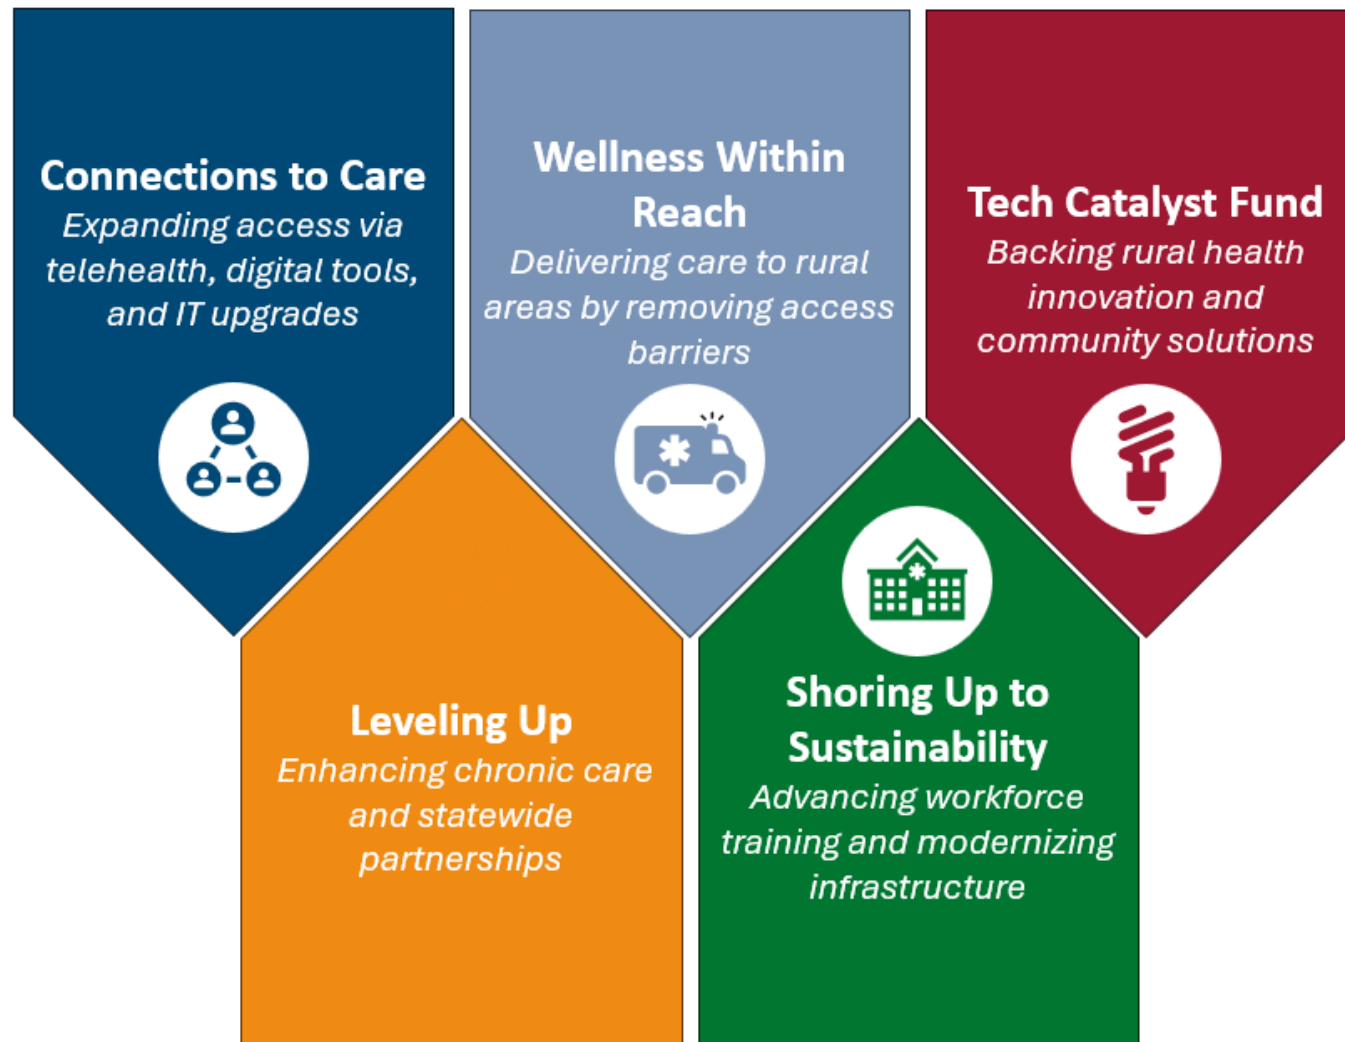 Connections to Care
Expanding access via
telehealth, digital tools,
and IT upgrades
Wellness Within
Reach
Delivering care to rural
areas by removing access
barriers
Tech Catalyst Fund
Backing rural health
innovation and
community solutions
Leveling Up
Enhancing chronic care
and statewide
partnerships
Shoring Up to
Sustainability
Advancing workforce
training and modernizing
infrastructure